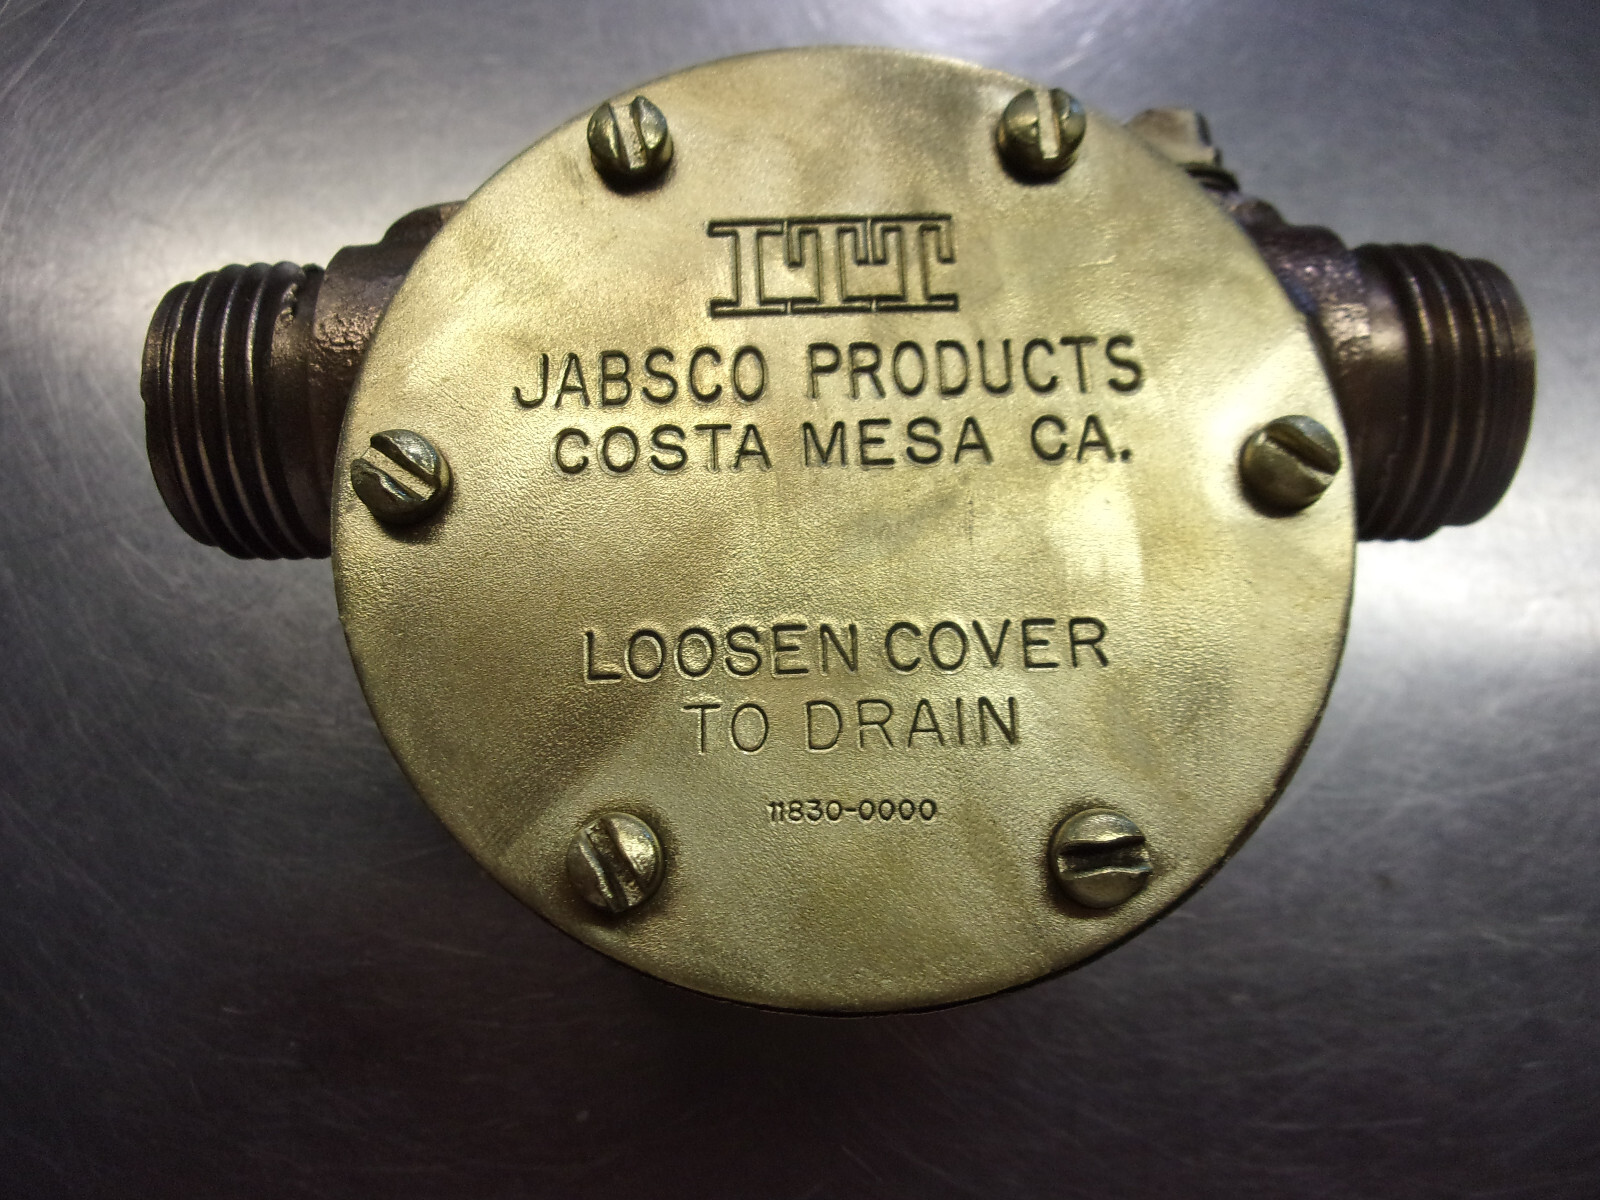 ITT
JABSCO PRODUCTS
COSTA MESA CA.
LOOSEN COVER
TO DRAIN
11830-0000